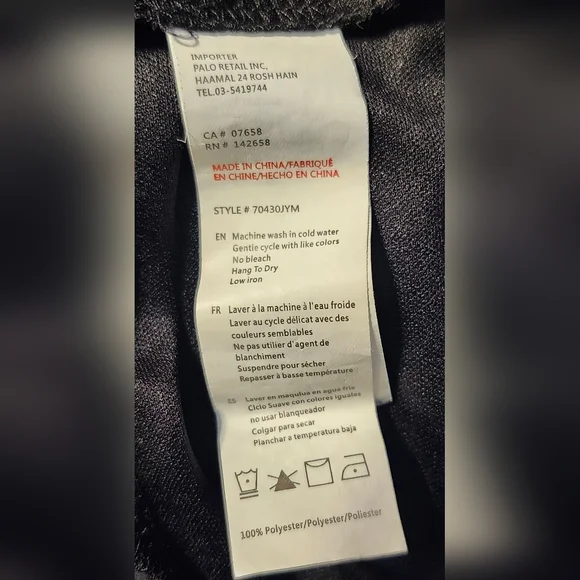 IMPORTER
PALO RETAIL INC,
HAAMAL 24 ROSH HAIN
TEL.03-5419744
CA # 07658
RN # 142658
MADE IN CHINA/FABRIQUÉ
EN CHINE/HECHO EN CHINA
STYLE # 70430JYM
EN Machine wash in cold water
Gentle cycle with like colors
No bleach
Hang To Dry
Low iron
FR Laver à la machine à l'eau froide
Laver au cycle délicat avec des
couleurs semblables
Ne pas utiliser d'agent de
blanchiment
Suspendre pour sécher
Repasser à basse température
ES Laver en maquina en agua fria
Ciclo Suave con colores iguales
no usar blanqueador
Colgar para secar
Planchar a temperatura baja
100% Polyester/Polyester/Poliester